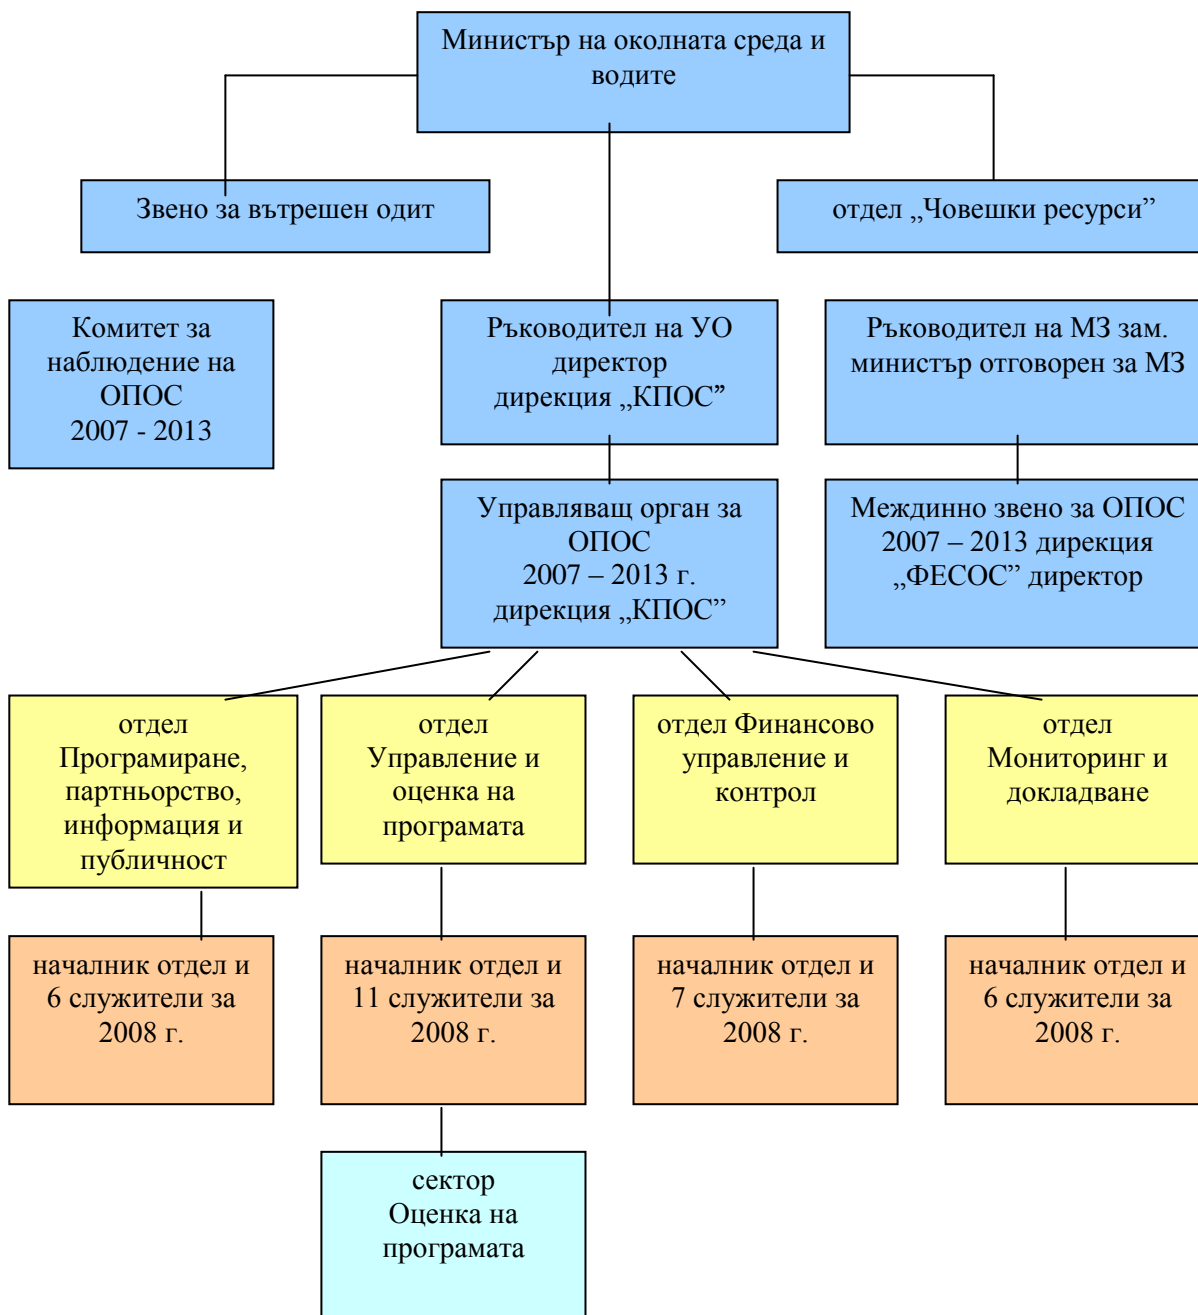 Министър на околната среда и
водите
Звено за вътрешен одит
отдел „Човешки ресурси”
Комитет за
наблюдение на
ОПОС
2007 - 2013
Ръководител на УО
директор
дирекция „КПОС”
Ръководител на МЗ зам.
министър отговорен за МЗ
Управляващ орган за
ОПОС
2007 – 2013 г.
дирекция „КПОС”
Междинно звено за ОПОС
2007 – 2013 дирекция
„ФЕСОС” директор
отдел
Програмиране,
партньорство,
информация и
публичност
отдел
Управление и
оценка на
програмата
отдел Финансово
управление и
контрол
отдел
Мониторинг и
докладване
началник отдел и
6 служители за
2008 г.
началник отдел и
11 служители за
2008 г.
началник отдел и
7 служители за
2008 г.
началник отдел и
6 служители за
2008 г.
сектор
Оценка на
програмата